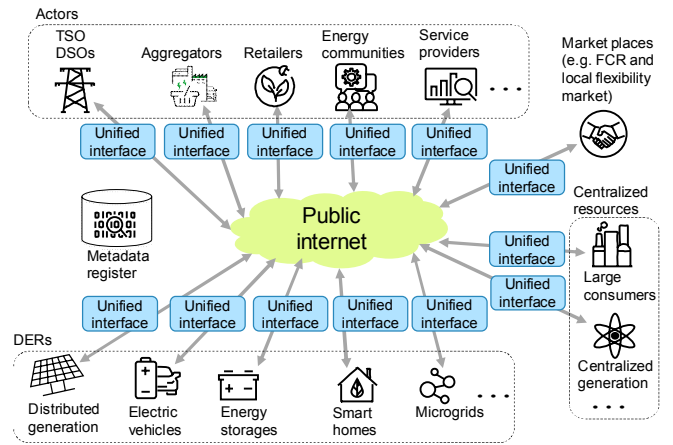 Actors
TSO
DSOs
Aggregators
Retailers
Energy
communities
Service
providers
. . .
Market places
(e.g. FCR and
local flexibility
market)
Unified
interface
Unified
interface
Unified
interface
Unified
interface
Unified
interface
Unified
interface
Metadata
register
Public
internet
Centralized
resources
Unified
interface
Large
consumers
Unified
interface
Centralized
generation
. . .
Unified
interface
Unified
interface
Unified
interface
Unified
interface
Unified
interface
DERs
Distributed
generation
Electric
vehicles
Energy
storages
Smart
homes
Microgrids
. . .